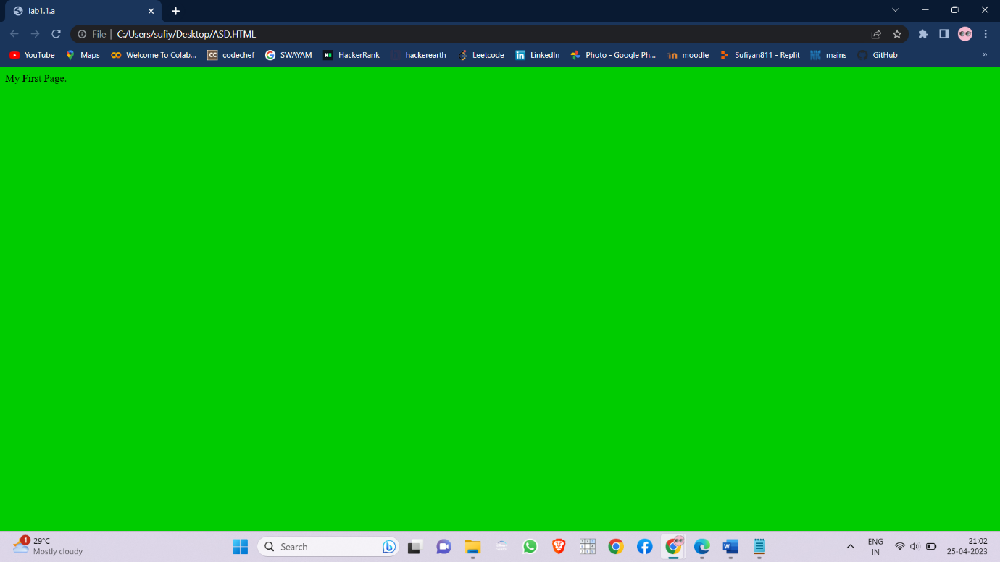 lab1.1.a
File | C:/Users/sufiy/Desktop/ASD.HTML
YouTube Maps Welcome To Colab... codechef SWAYAM HackerRank hackerearth Leetcode LinkedIn Photo - Google Ph... moodle Sufiyan811 - Replit mains GitHub »
My First Page.
1 29°C
Mostly cloudy
Search
ENG
IN
21:02
25-04-2023